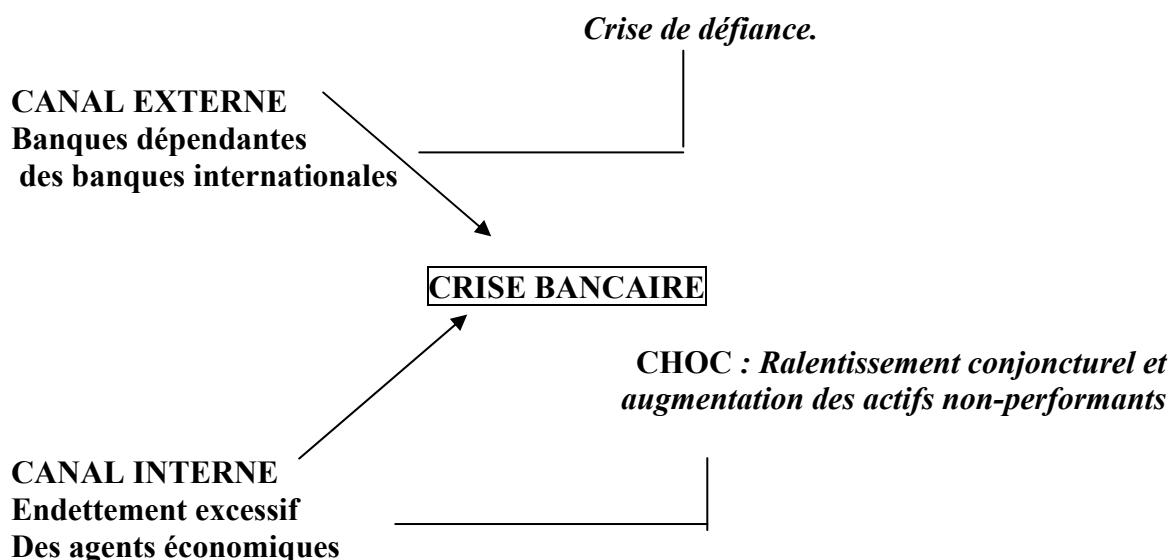 Crise de défiance.
CANAL EXTERNE
Banques dépendantes
des banques internationales
CRISE BANCAIRE
CHOC : Ralentissement conjoncturel et
augmentation des actifs non-performants
CANAL INTERNE
Endettement excessif
Des agents économiques